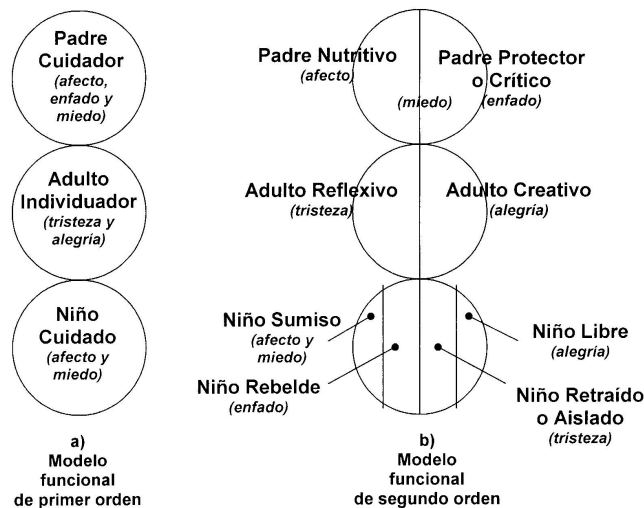 Padre
Cuidador
(afecto,
enfado y
miedo)
Adulto
Individuador
(tristeza y
alegría)
Niño
Cuidado
(afecto y
miedo)
a)
Modelo
funcional
de primer orden
Padre Nutritivo
(afecto)
(miedo)
Padre Protector
o Crítico
(enfado)
Adulto Reflexivo
(tristeza)
Adulto Creativo
(alegría)
Niño Sumiso
(afecto y
miedo)
Niño Rebelde
(enfado)
Niño Libre
(alegría)
Niño Retraído
o Aislado
(tristeza)
b)
Modelo
funcional
de segundo orden